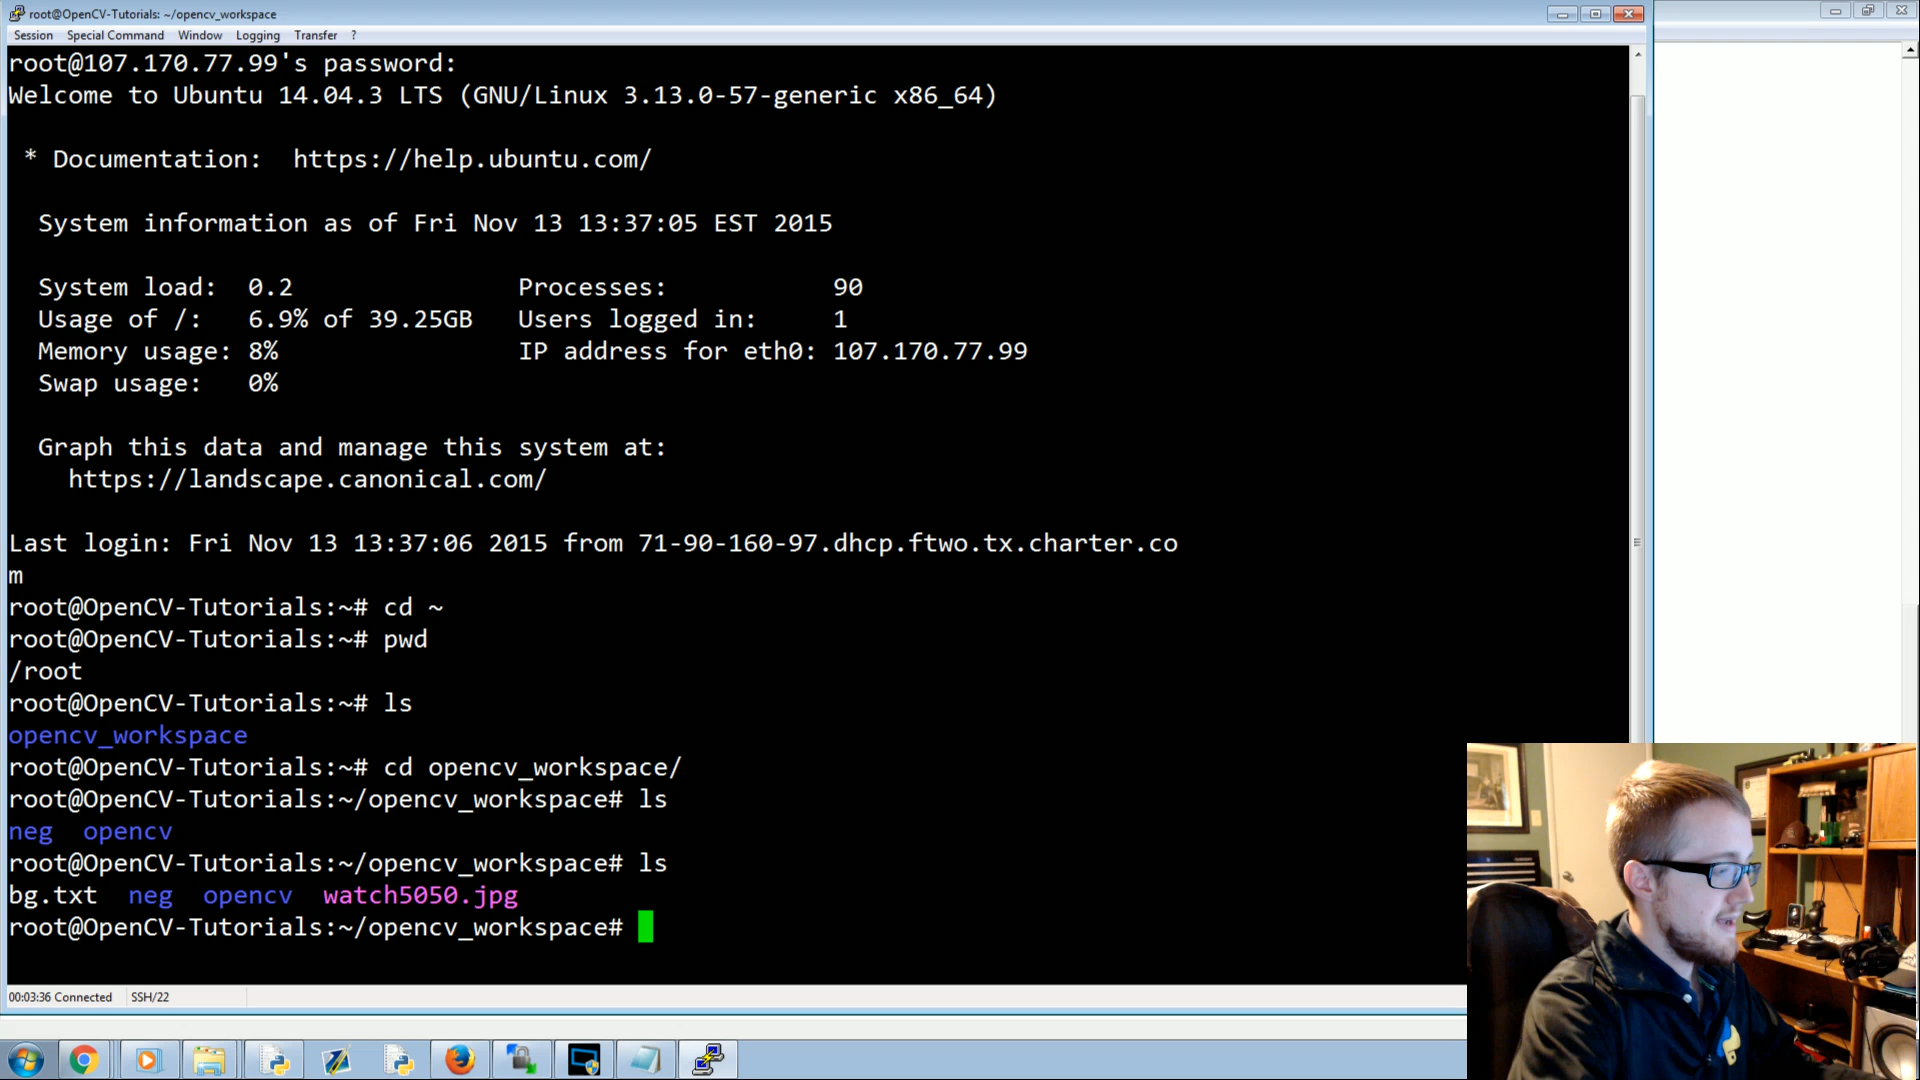 root@OpenCV-Tutorials: ~/opencv_workspace
Session Special Command Window Logging Transfer ?
root@107.170.77.99's password:
Welcome to Ubuntu 14.04.3 LTS (GNU/Linux 3.13.0-57-generic x86_64)
* Documentation: https://help.ubuntu.com/
System information as of Fri Nov 13 13:37:05 EST 2015
System load: 0.2 Processes: 90
Usage of /: 6.9% of 39.25GB Users logged in: 1
Memory usage: 8% IP address for eth0: 107.170.77.99
Swap usage: 0%
Graph this data and manage this system at:
https://landscape.canonical.com/
Last login: Fri Nov 13 13:37:06 2015 from 71-90-160-97.dhcp.ftwo.tx.charter.co
m
root@OpenCV-Tutorials:~# cd ~
root@OpenCV-Tutorials:~# pwd
/root
root@OpenCV-Tutorials:~# ls
opencv_workspace
root@OpenCV-Tutorials:~# cd opencv_workspace/
root@OpenCV-Tutorials:~/opencv_workspace# ls
neg opencv
root@OpenCV-Tutorials:~/opencv_workspace# ls
bg.txt neg opencv watch5050.jpg
root@OpenCV-Tutorials:~/opencv_workspace#
00:03:36 Connected SSH/22